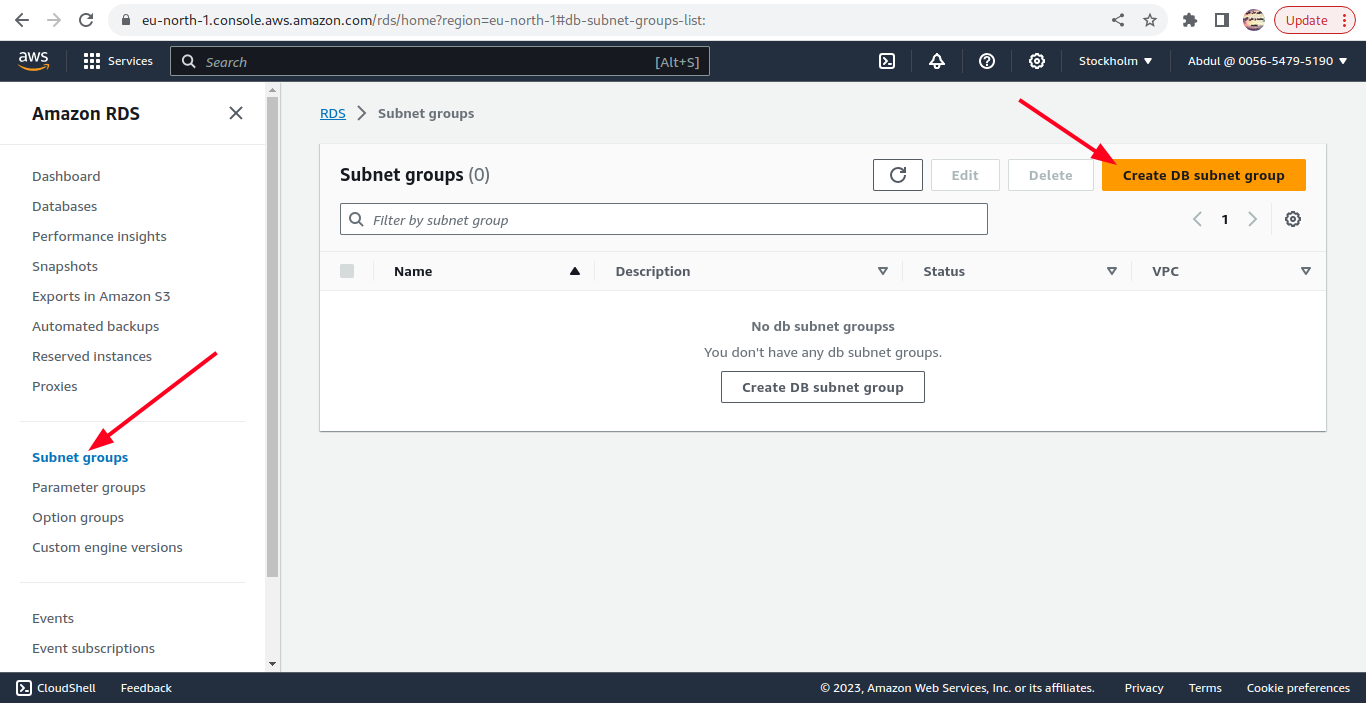 eu-north-1.console.aws.amazon.com/rds/home?region=eu-north-1#db-subnet-groups-list:
Update
aws
Services
Search
[Alt+S]
Stockholm
Abdul @ 0056-5479-5190
Amazon RDS
Dashboard
Databases
Performance insights
Snapshots
Exports in Amazon S3
Automated backups
Reserved instances
Proxies
Subnet groups
Parameter groups
Option groups
Custom engine versions
Events
Event subscriptions
RDS
Subnet groups
Subnet groups (0)
Edit
Delete
Create DB subnet group
Filter by subnet group
1
Name
Description
Status
VPC
No db subnet groupss
You don't have any db subnet groups.
Create DB subnet group
CloudShell
Feedback
© 2023, Amazon Web Services, Inc. or its affiliates.
Privacy
Terms
Cookie preferences